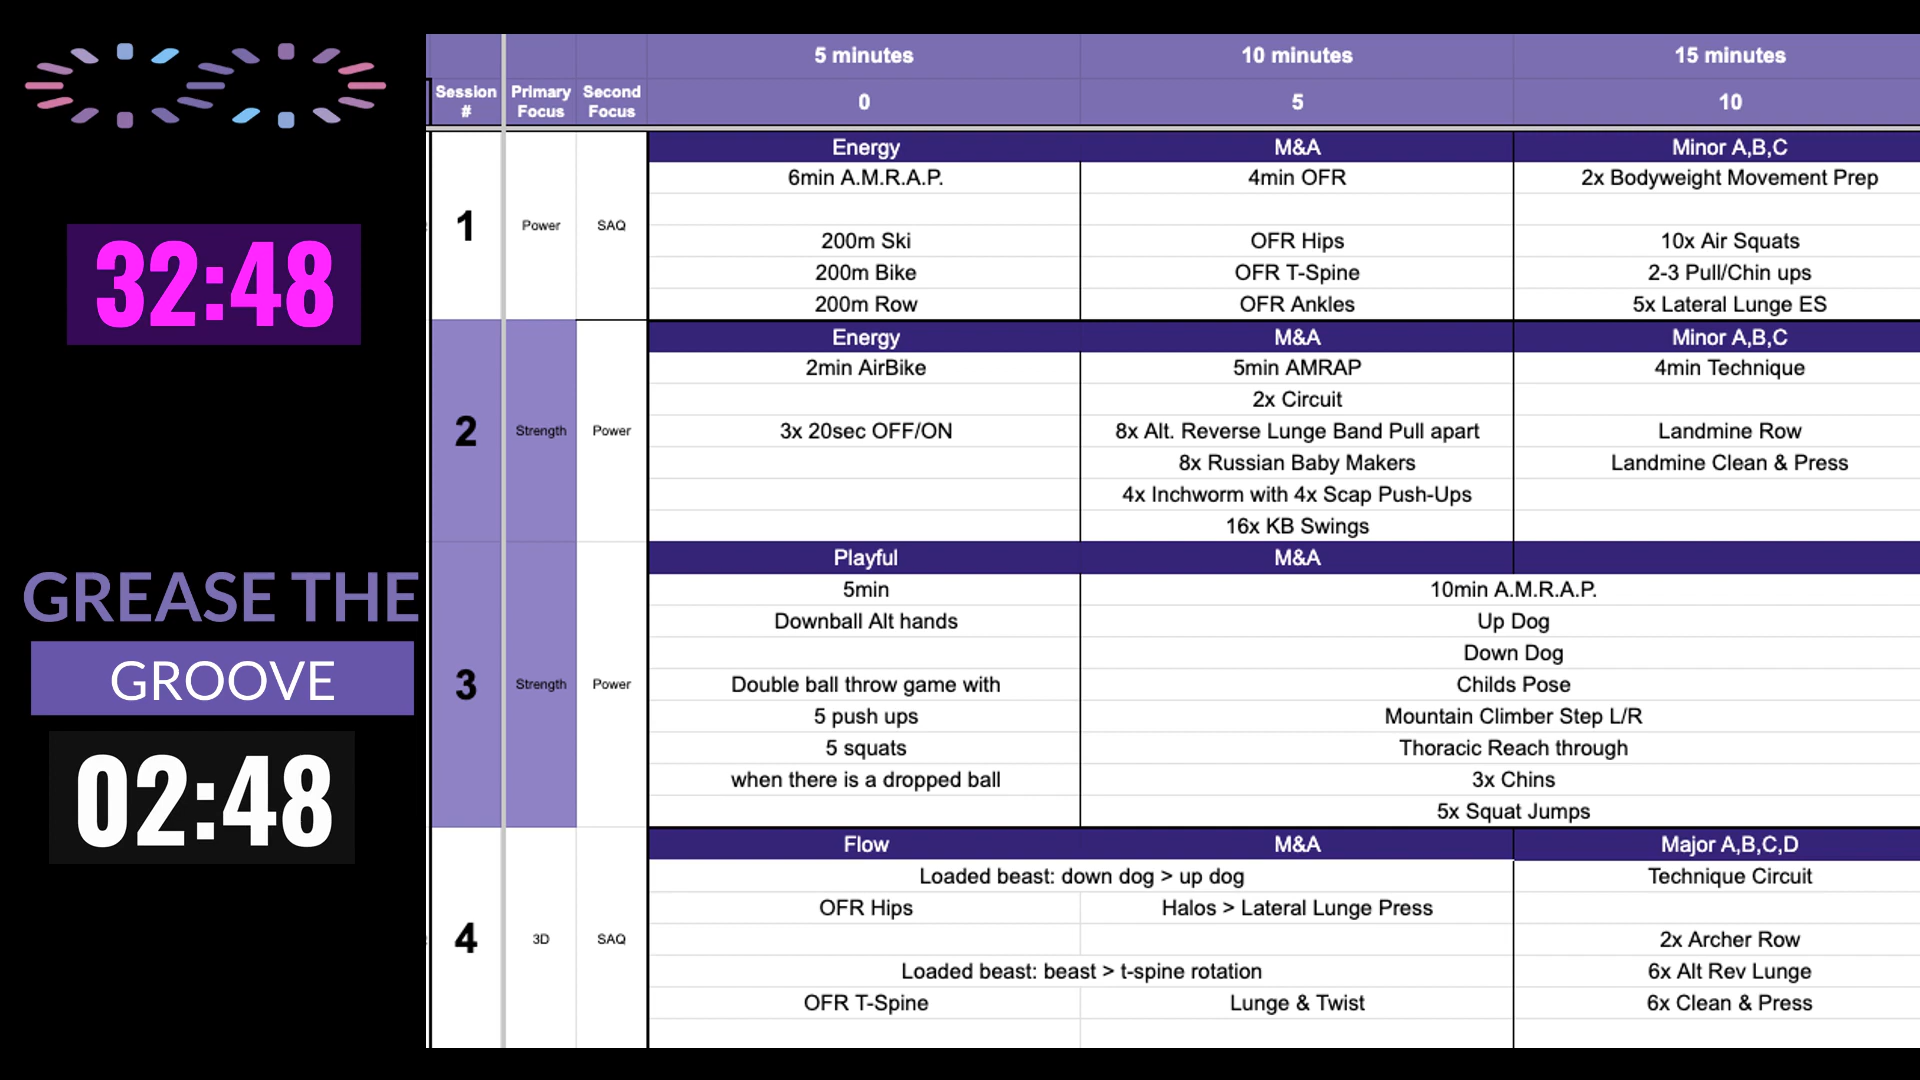 32:48
GREASE THE
GROOVE
02:48
5 minutes 10 minutes 15 minutes
Session # Primary Focus Second Focus 0 5 10
Energy M&A Minor A,B,C
6min A.M.R.A.P. 4min OFR 2x Bodyweight Movement Prep
1 Power SAQ
200m Ski OFR Hips 10x Air Squats
200m Bike OFR T-Spine 2-3 Pull/Chin ups
200m Row OFR Ankles 5x Lateral Lunge ES
Energy M&A Minor A,B,C
2min AirBike 5min AMRAP 4min Technique
2x Circuit
2 Strength Power 3x 20sec OFF/ON 8x Alt. Reverse Lunge Band Pull apart Landmine Row
8x Russian Baby Makers Landmine Clean & Press
4x Inchworm with 4x Scap Push-Ups
16x KB Swings
Playful M&A
5min 10min A.M.R.A.P.
Downball Alt hands Up Dog
Down Dog
3 Strength Power Double ball throw game with Childs Pose
5 push ups Mountain Climber Step L/R
5 squats Thoracic Reach through
when there is a dropped ball 3x Chins
5x Squat Jumps
Flow M&A Major A,B,C,D
Loaded beast: down dog > up dog Technique Circuit
OFR Hips Halos > Lateral Lunge Press
4 3D SAQ 2x Archer Row
Loaded beast: beast > t-spine rotation 6x Alt Rev Lunge
OFR T-Spine Lunge & Twist 6x Clean & Press